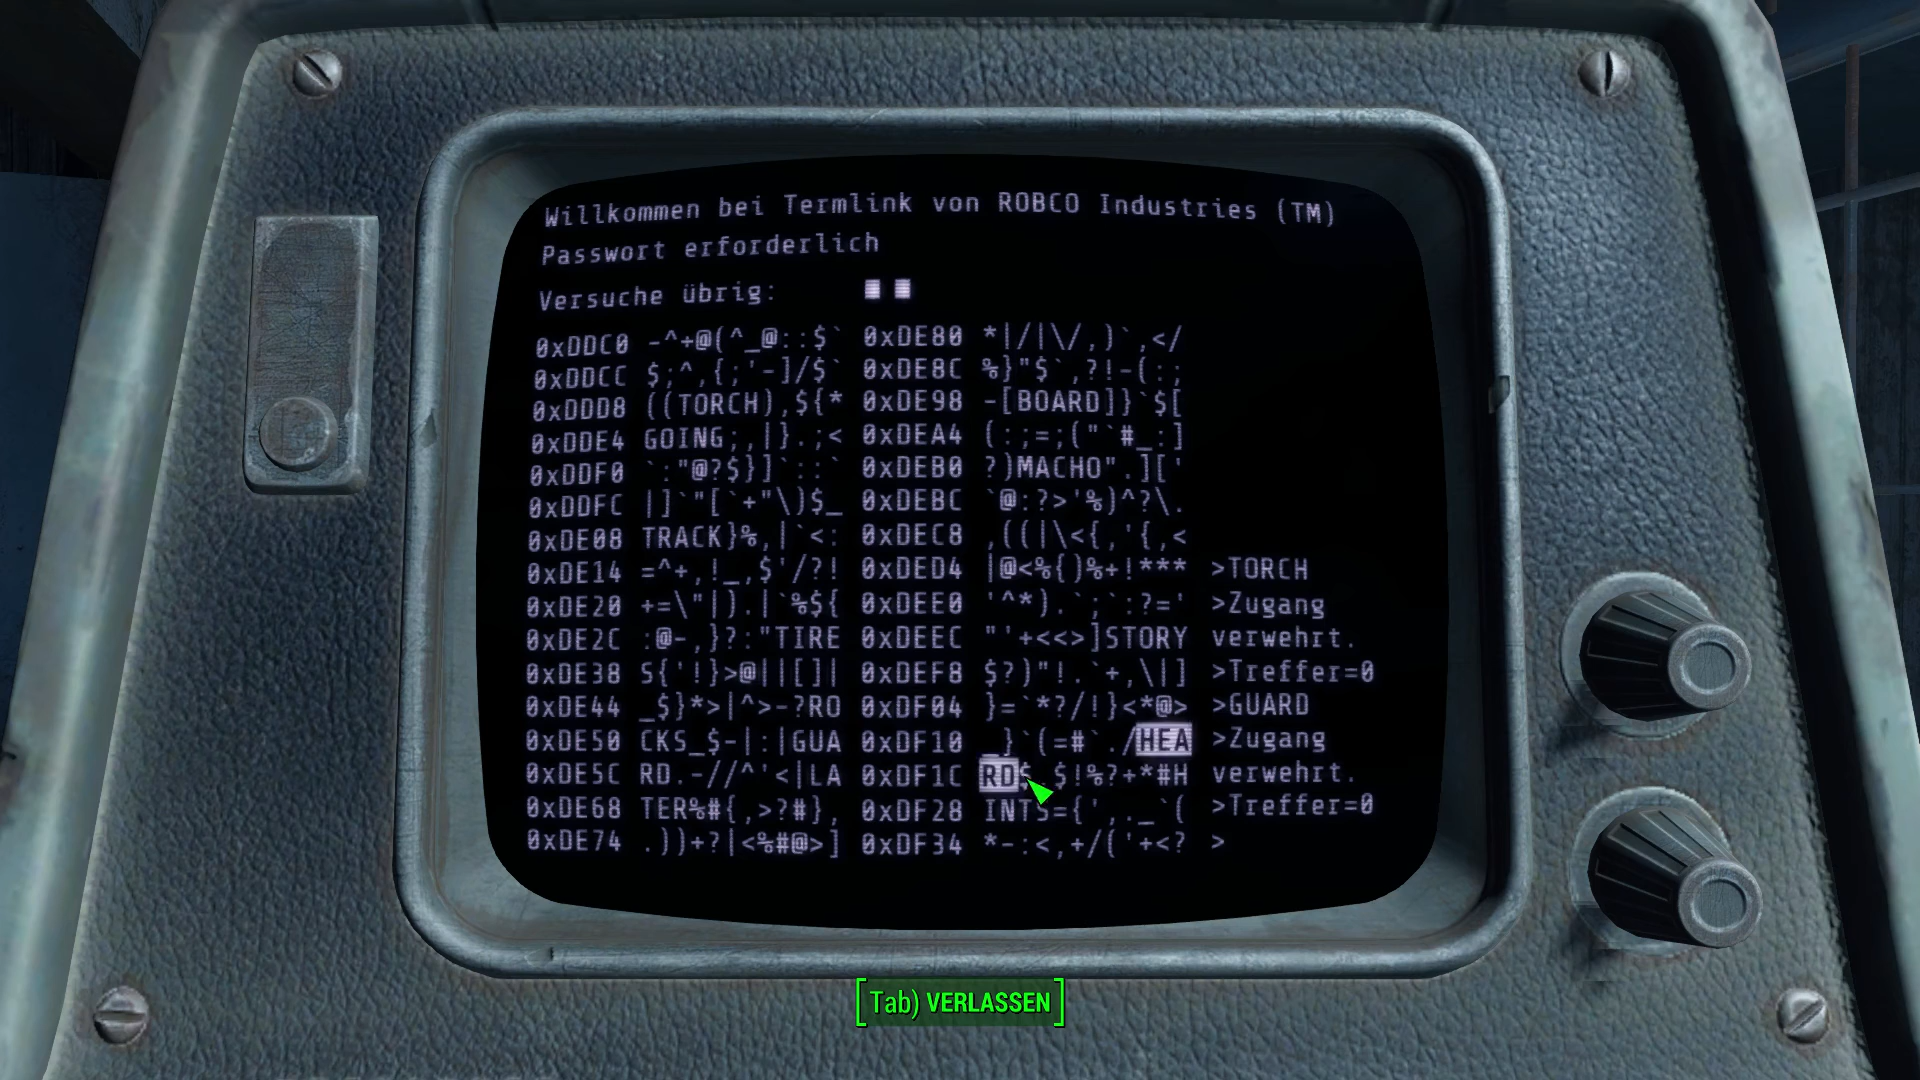 Willkommen bei Termlink von ROBCO Industries (TM)
Passwort erforderlich
Versuche übrig:
0xDDC0 -^+@(^_@::$` 0xDE80 *|/|\/,)`,</
0xDDCC $;^,{;'-]/$` 0xDE8C %}"$`,?!-(:;
0xDDD8 ((TORCH),${* 0xDE98 -[BOARD]}`$[
0xDDE4 GOING;,|}.;< 0xDEA4 (:;=;("`#_:]
0xDDF0 `:"@?$}]`::` 0xDEB0 ?)MACHO".]['
0xDDFC |]`"[`+"\)$_ 0xDEBC `@:?>'%)^?\.
0xDE08 TRACK}%,|`<: 0xDEC8 ,((|\<{,'{,<
0xDE14 =^+,!_,$'/?! 0xDED4 |@<%{)%+!*** >TORCH
0xDE20 +=\"|).|`%${ 0xDEE0 '^*).`;`:?=' >Zugang
0xDE2C :@-,}?:"TIRE 0xDEEC "'+<<>]STORY verwehrt.
0xDE38 S{'!}>@||[]| 0xDEF8 $?)"!.`+,\|] >Treffer=0
0xDE44 _$}*>|^>-?RO 0xDF04 }=`*?/!}<*@> >GUARD
0xDE50 CKS_$-|:|GUA 0xDF10 _}`(=#`./HEA >Zugang
0xDE5C RD.-//^'<|LA 0xDF1C RD$ $!%?+*#H verwehrt.
0xDE68 TER%#{,>?#}, 0xDF28 INTS={',._`( >Treffer=0
0xDE74 .))+?|<%#@>] 0xDF34 *-:<,+/('+<? >
[Tab) VERLASSEN]